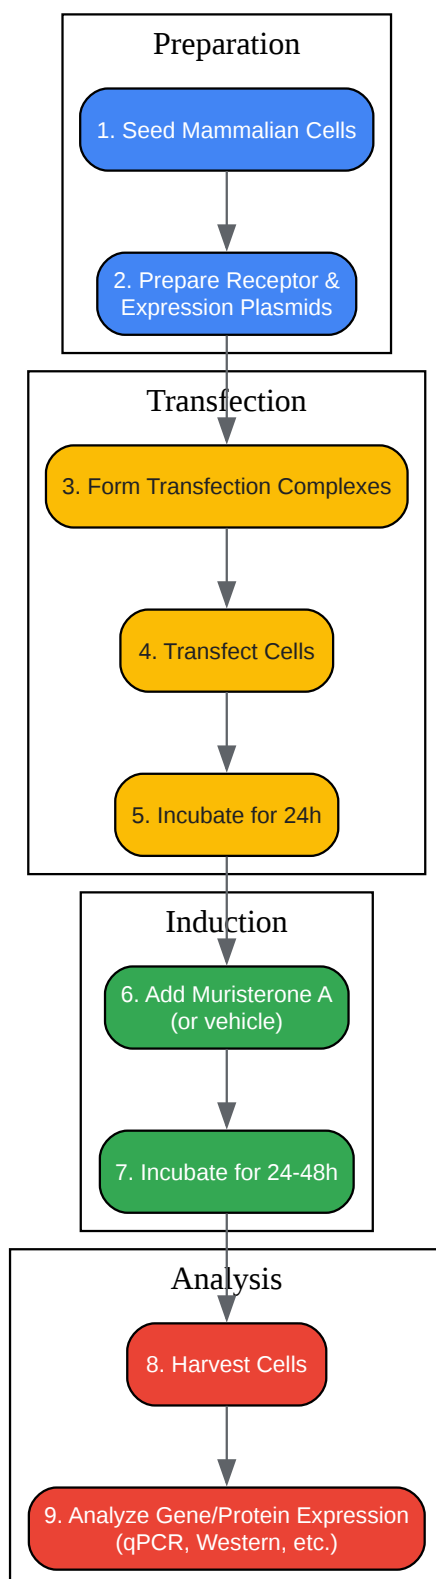 Preparation
1. Seed Mammalian Cells
2. Prepare Receptor &
Expression Plasmids
Transfection
3. Form Transfection Complexes
4. Transfect Cells
5. Incubate for 24h
Induction
6. Add Muristerone A
(or vehicle)
7. Incubate for 24-48h
Analysis
8. Harvest Cells
9. Analyze Gene/Protein Expression
(qPCR, Western, etc.)